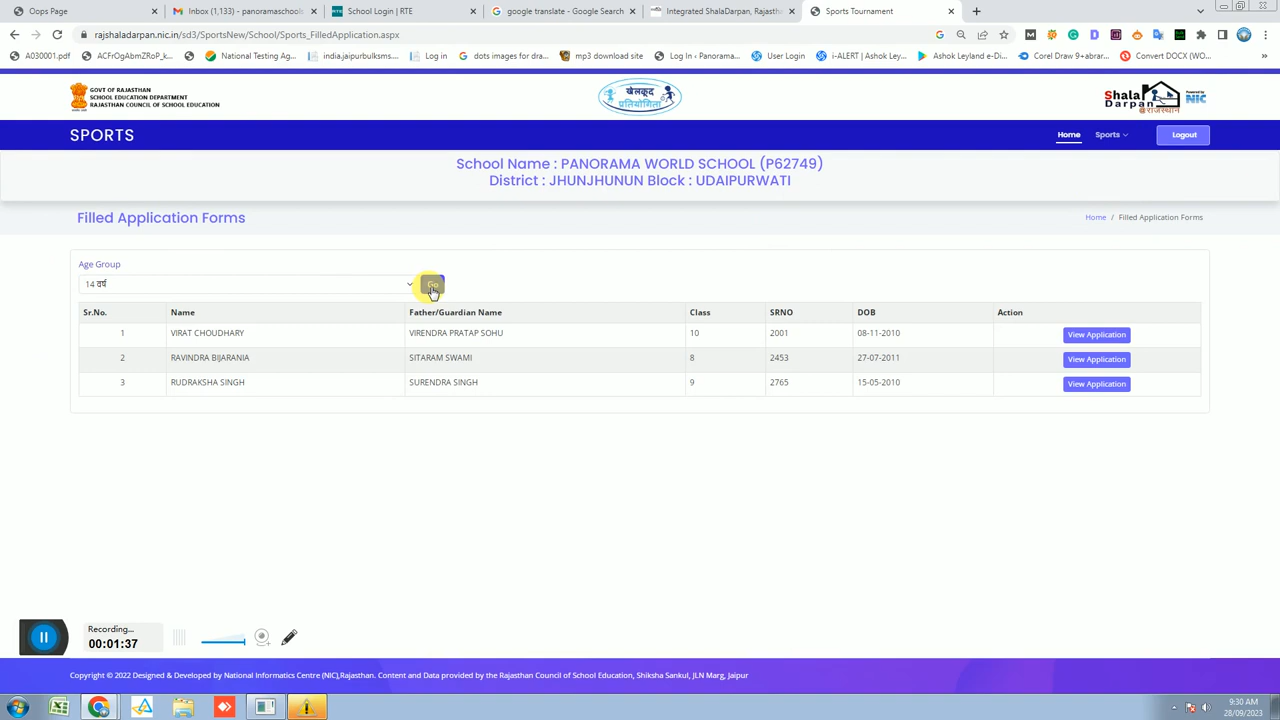 Oops Page
Inbox (1,133) - panoramaschool
School Login | RTE
google translate - Google Search
Integrated ShalaDarpan, Rajasth
Sports Tournament
rajshaladarpan.nic.in/sd3/SportsNew/School/Sports_FilledApplication.aspx
A030001.pdf
ACFrOgAbmZRoP_k...
Vidyarthi Testing Ag...
india.jaipurbulksms...
Log in
dots images for dra...
mp3 download site
Log In ‹ Panorama...
User Login
i-ALERT | Ashok Ley...
Ashok Leyland e-Di...
Corel Draw 9+abrar...
Convert DOCX (WO...
GOVT OF RAJASTHAN
SCHOOL EDUCATION DEPARTMENT
RAJASTHAN COUNCIL OF SCHOOL EDUCATION
खेलकूद
प्रतियोगिता
Shala
Darpan
@राजस्थान
Powered by
NIC
SPORTS
Home
Sports
Logout
School Name : PANORAMA WORLD SCHOOL (P62749)
District : JHUNJHUNUN Block : UDAIPURWATI
Filled Application Forms
Home / Filled Application Forms
Age Group
14 वर्ष
Go
Sr.No. Name Father/Guardian Name Class SRNO DOB Action
1 VIRAT CHOUDHARY VIRENDRA PRATAP SOHU 10 2001 08-11-2010 View Application
2 RAVINDRA BIJARANIA SITARAM SWAMI 8 2453 27-07-2011 View Application
3 RUDRAKSHA SINGH SURENDRA SINGH 9 2765 15-05-2010 View Application
Recording...
00:01:37
Copyright © 2022 Designed & Developed by National Informatics Centre (NIC),Rajasthan. Content and Data provided by the Rajasthan Council of School Education, Shiksha Sankul, JLN Marg, Jaipur
9:30 AM
28/09/2023